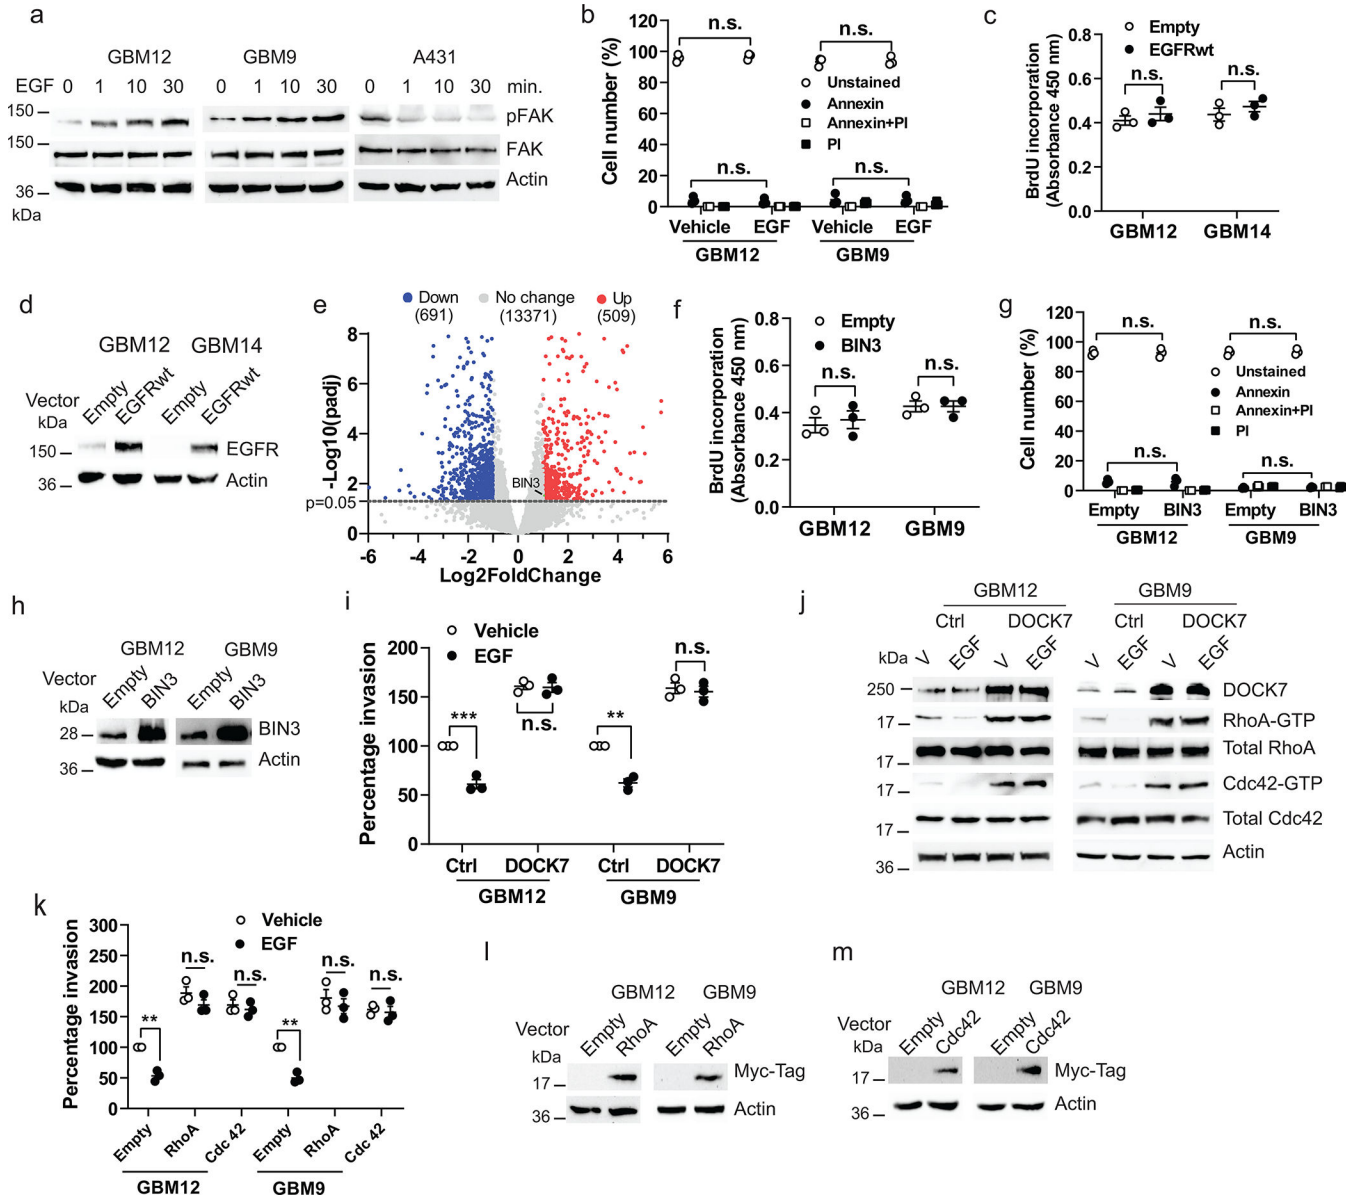 a
GBM12 GBM9 A431
EGF 0 1 10 30 0 1 10 30 0 1 10 30 min.
150 pFAK
150 FAK
36 Actin
kDa
b
Cell number (%)
120
100
80
60
40
20
0
n.s. n.s.
Unstained
Annexin
Annexin+PI
PI
n.s. n.s.
Vehicle EGF Vehicle EGF
GBM12 GBM9
c
Empty
EGFRwt
BrdU incorporation
(Absorbance 450 nm)
0.8
0.6
0.4
0.2
0.0
n.s. n.s.
GBM12 GBM14
d
GBM12 GBM14
Vector Empty EGFRwt Empty EGFRwt
kDa
150 EGFR
36 Actin
e
Down No change Up
(691) (13371) (509)
-Log10(padj)
8
6
4
2
0
BIN3
p=0.05
-6 -4 -2 0 2 4 6
Log2FoldChange
f
Empty
BIN3
BrdU incorporation
(Absorbance 450 nm)
0.8
0.6
0.4
0.2
0.0
n.s. n.s.
GBM12 GBM9
g
Cell number (%)
120
100
80
60
40
20
0
n.s. n.s.
Unstained
Annexin
Annexin+PI
PI
n.s. n.s.
Empty BIN3 Empty BIN3
GBM12 GBM9
h
GBM12 GBM9
Vector Empty BIN3 Empty BIN3
kDa
28 BIN3
36 Actin
i
Vehicle
EGF
Percentage invasion
200
150
100
50
0
*** n.s. ** n.s.
Ctrl DOCK7 Ctrl DOCK7
GBM12 GBM9
j
GBM12 GBM9
Ctrl DOCK7 Ctrl DOCK7
kDa V EGF V EGF V EGF V EGF
250 DOCK7
17 RhoA-GTP
Total RhoA
17
Cdc42-GTP
17
Total Cdc42
17
Actin
36
k
Vehicle
EGF
Percentage invasion
300
250
200
150
100
50
0
** n.s. n.s. ** n.s. n.s.
Empty RhoA Cdc 42 Empty RhoA Cdc 42
GBM12 GBM9
l
GBM12 GBM9
Vector Empty RhoA Empty RhoA
kDa
17 Myc-Tag
36 Actin
m
GBM12 GBM9
Vector Empty Cdc42 Empty Cdc42
kDa
17 Myc-Tag
36 Actin